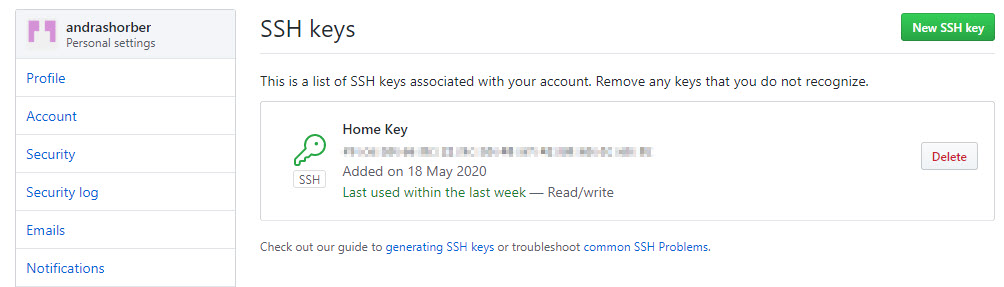 andrashorber
Personal settings
Profile
Account
Security
Security log
Emails
Notifications
SSH keys
New SSH key
This is a list of SSH keys associated with your account. Remove any keys that you do not recognize.
Home Key
SSH
Added on 18 May 2020
Last used within the last week — Read/write
Delete
Check out our guide to generating SSH keys or troubleshoot common SSH Problems.